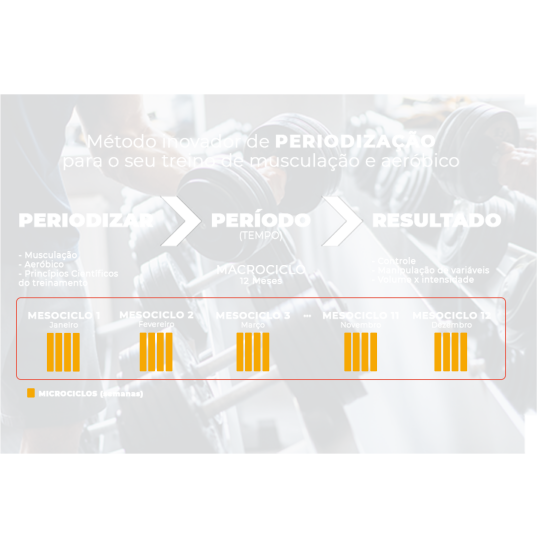 Método inovador de PERIODIZAÇÃO
para o seu treino de musculação e aeróbico
PERIODIZAR
PERÍODO
(TEMPO)
RESULTADO
- Musculação
- Aeróbico
- Princípios Científicos
do treinamento
MACROCICLO
12 Meses
- Controle
- Manipulação de variáveis
- Volume x intensidade
MESOCICLO 1
Janeiro
MESOCICLO 2
Fevereiro
MESOCICLO 3
Março
...
MESOCICLO 11
Novembro
MESOCICLO 12
Dezembro
MICROCICLOS (semanas)